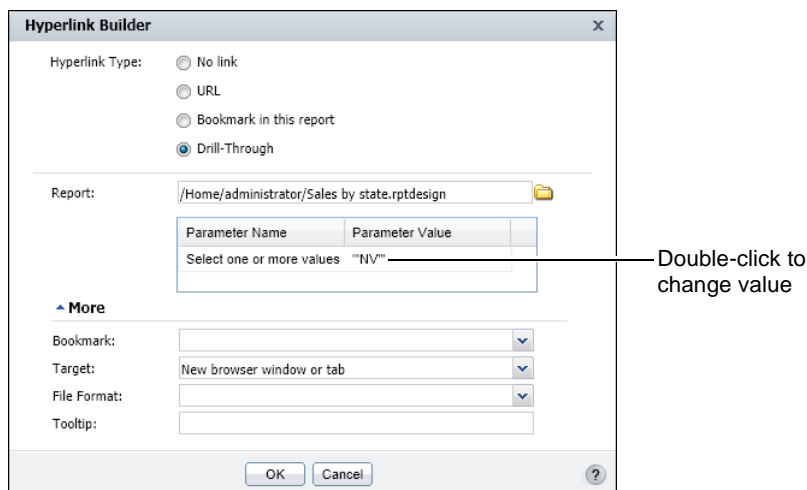 Hyperlink Builder x
Hyperlink Type: No link
URL
Bookmark in this report
Drill-Through
Report: /Home/administrator/Sales by state.rptdesign
Parameter Name Parameter Value
Select one or more values "'NV'"
Double-click to
change value
More
Bookmark:
Target: New browser window or tab
File Format:
Tooltip:
OK Cancel ?